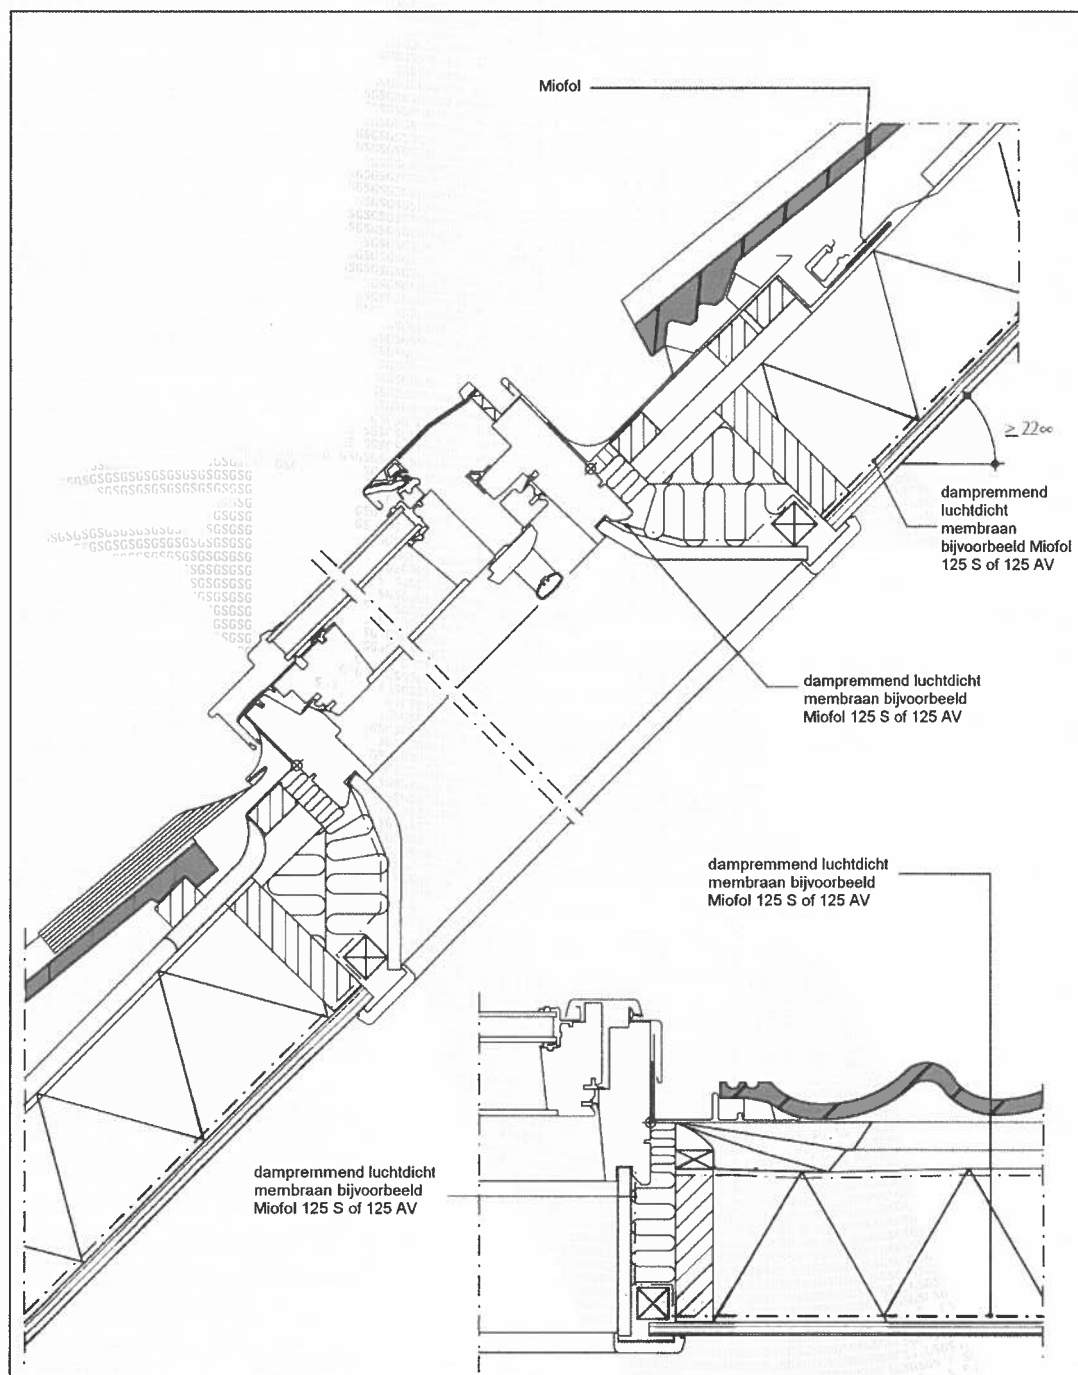 Miofol
≥ 22∞
dampremmend
luchtdicht
membraan
bijvoorbeeld Miofol
125 S of 125 AV
dampremmend luchtdicht
membraan bijvoorbeeld
Miofol 125 S of 125 AV
dampremmend luchtdicht
membraan bijvoorbeeld
Miofol 125 S of 125 AV
dampremmend luchtdicht
membraan bijvoorbeeld
Miofol 125 S of 125 AV